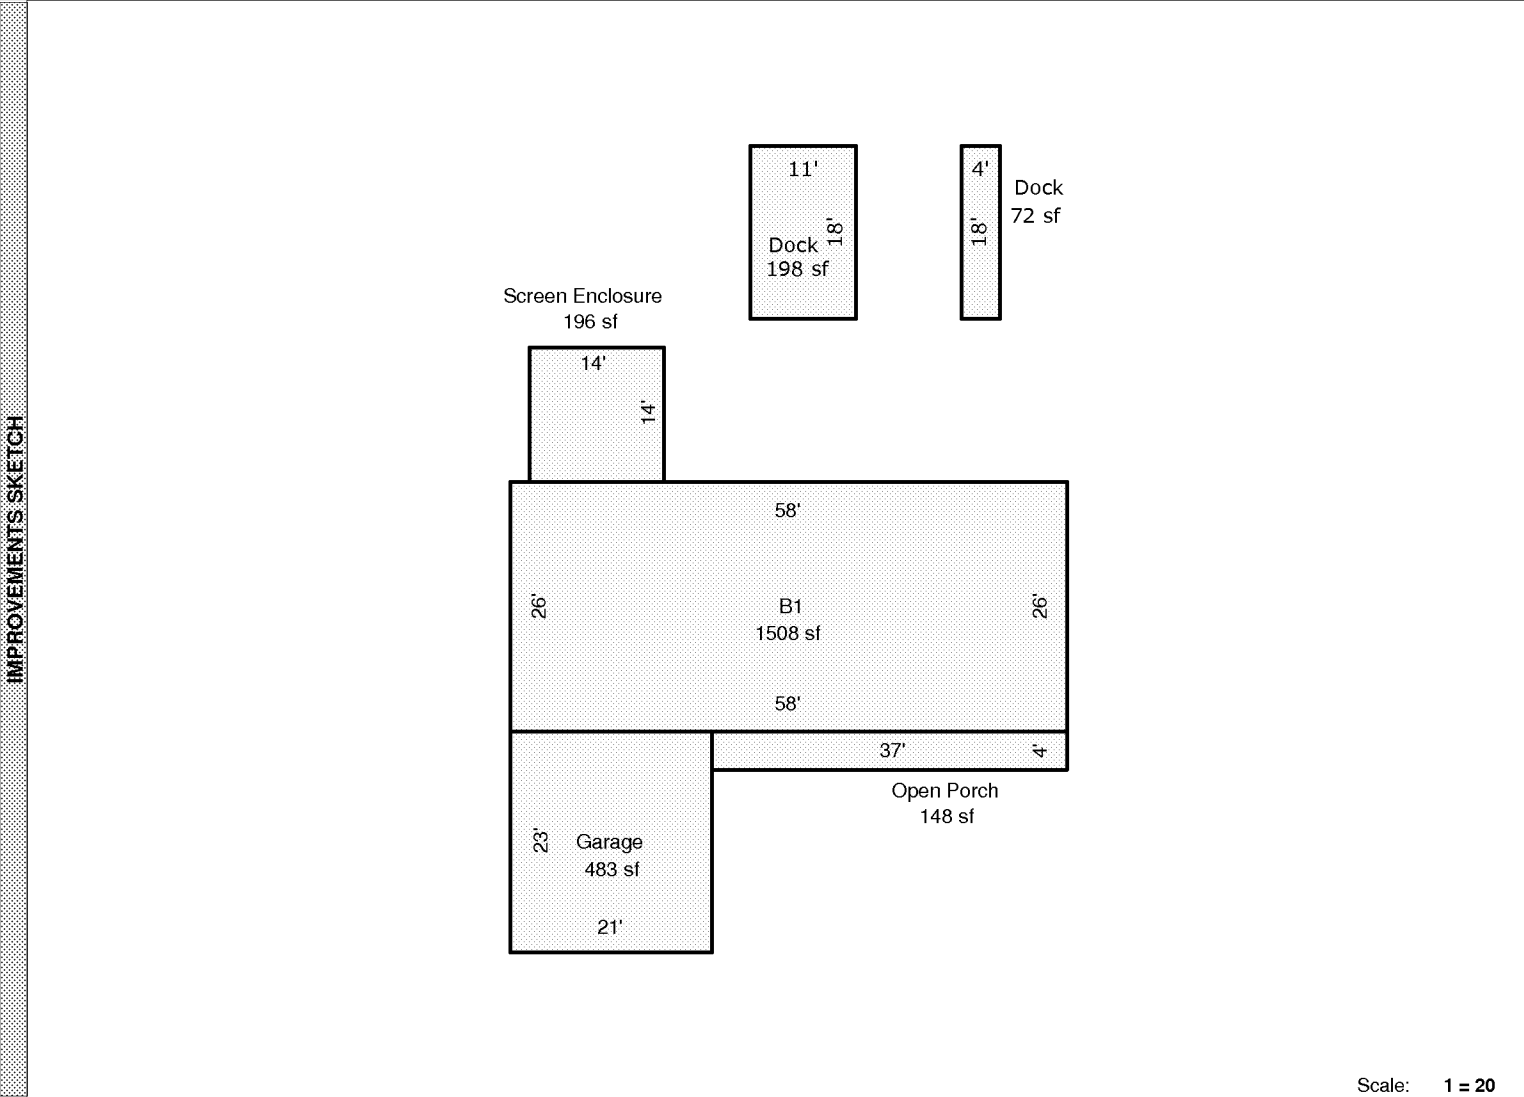 IMPROVEMENTS SKETCH
11'
18'
Dock
198 sf
4'
18'
Dock
72 sf
Screen Enclosure
196 sf
14'
14'
58'
26'
B1
1508 sf
26'
58'
37'
4'
Open Porch
148 sf
23'
Garage
483 sf
21'
Scale: 1 = 20